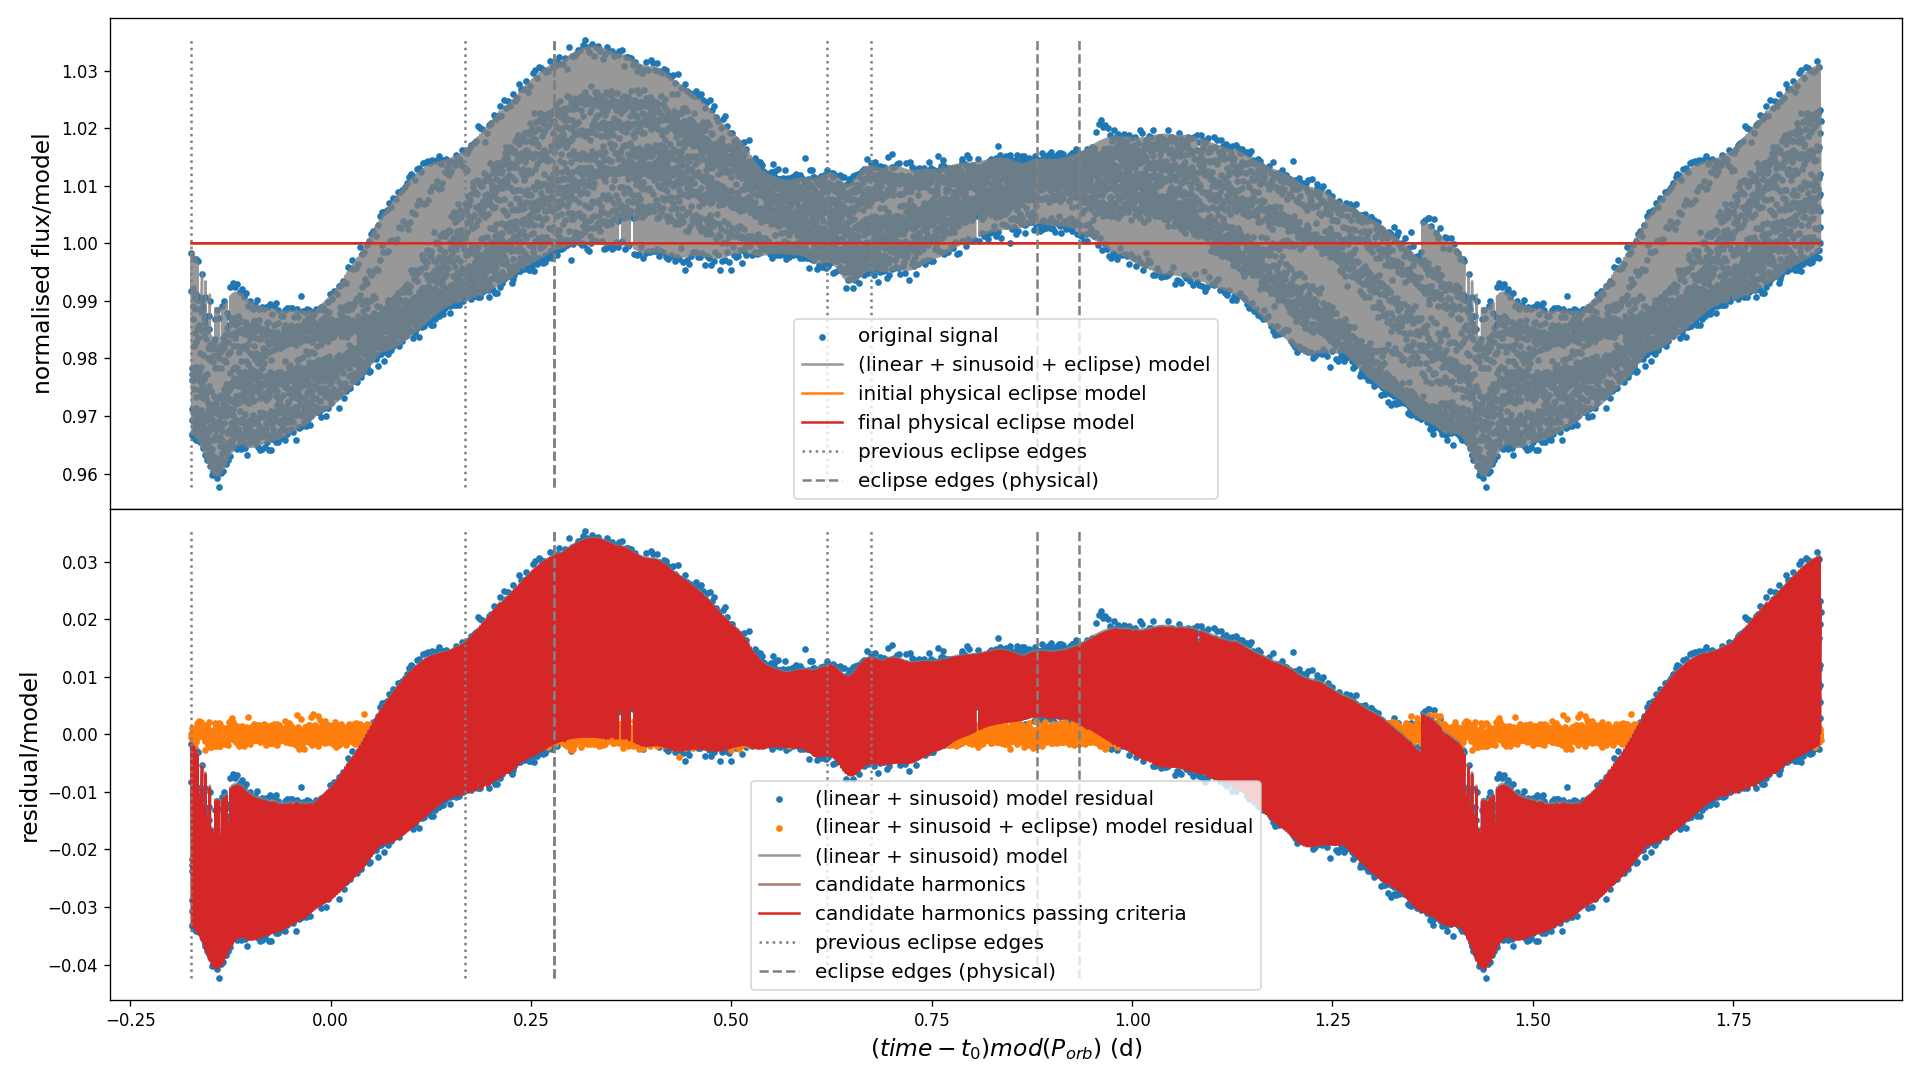 normalised flux/model
1.03
1.02
1.01
1.00
0.99
0.98
0.97
0.96
original signal
(linear + sinusoid + eclipse) model
initial physical eclipse model
final physical eclipse model
previous eclipse edges
eclipse edges (physical)
residual/model
0.03
0.02
0.01
0.00
−0.01
−0.02
−0.03
−0.04
(linear + sinusoid) model residual
(linear + sinusoid + eclipse) model residual
(linear + sinusoid) model
candidate harmonics
candidate harmonics passing criteria
previous eclipse edges
eclipse edges (physical)
−0.25 0.00 0.25 0.50 0.75 1.00 1.25 1.50 1.75
(time − t₀)mod(Pₒᵣb) (d)